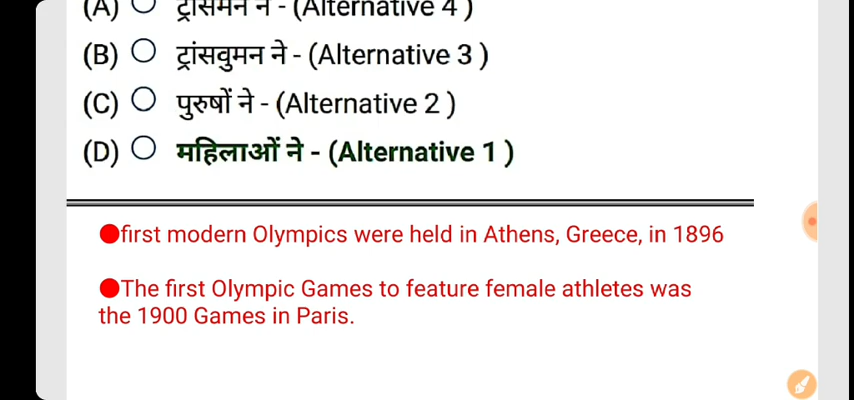 (A) ट्रांसमैन ने - (Alternative 4 )
(B) ट्रांसवुमन ने - (Alternative 3 )
(C) पुरुषों ने - (Alternative 2 )
(D) महिलाओं ने - (Alternative 1 )
first modern Olympics were held in Athens, Greece, in 1896
The first Olympic Games to feature female athletes was
the 1900 Games in Paris.